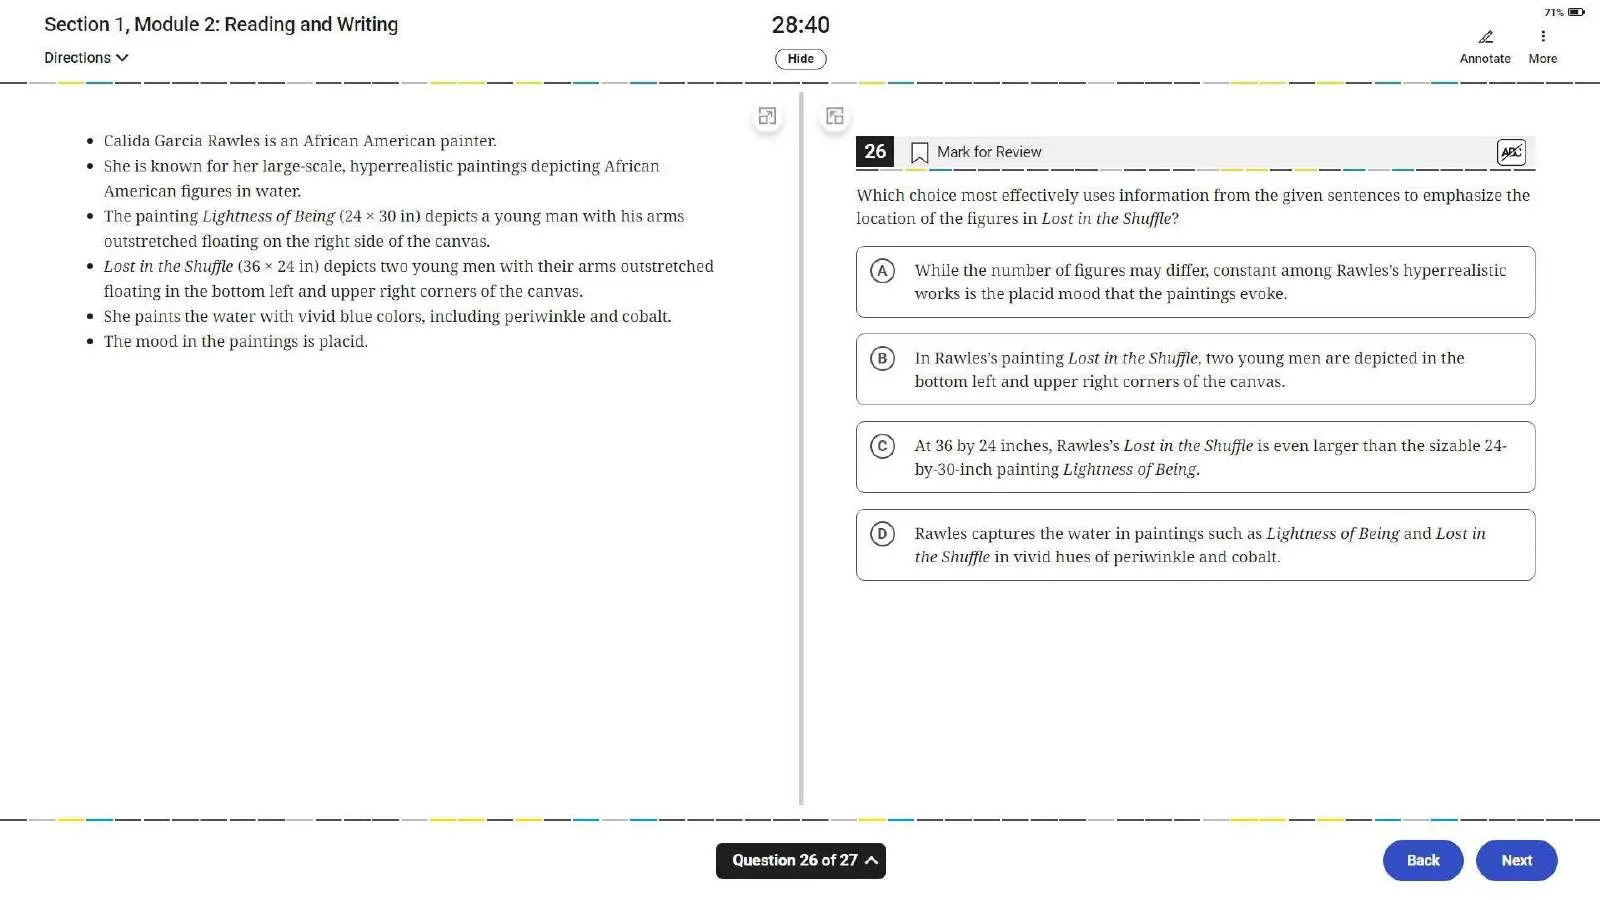 Section 1, Module 2: Reading and Writing
Directions
28:40
Hide
71%
Annotate
More
• Calida Garcia Rawles is an African American painter.
• She is known for her large-scale, hyperrealistic paintings depicting African
American figures in water.
• The painting Lightness of Being (24 × 30 in) depicts a young man with his arms
outstretched floating on the right side of the canvas.
• Lost in the Shuffle (36 × 24 in) depicts two young men with their arms outstretched
floating in the bottom left and upper right corners of the canvas.
• She paints the water with vivid blue colors, including periwinkle and cobalt.
• The mood in the paintings is placid.
26
Mark for Review
ABC
Which choice most effectively uses information from the given sentences to emphasize the
location of the figures in Lost in the Shuffle?
A
While the number of figures may differ, constant among Rawles's hyperrealistic
works is the placid mood that the paintings evoke.
B
In Rawles's painting Lost in the Shuffle, two young men are depicted in the
bottom left and upper right corners of the canvas.
C
At 36 by 24 inches, Rawles's Lost in the Shuffle is even larger than the sizable 24-
by-30-inch painting Lightness of Being.
D
Rawles captures the water in paintings such as Lightness of Being and Lost in
the Shuffle in vivid hues of periwinkle and cobalt.
Question 26 of 27
Back
Next